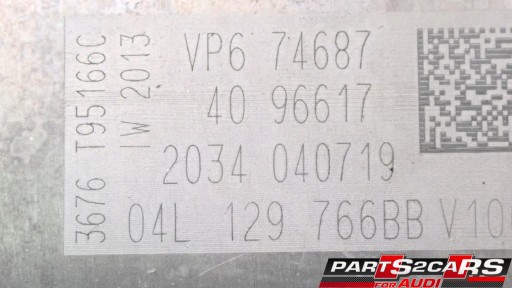 VP6 74687
40 96617
2034 040719
04L 129 766BB V10
3676 T95166C
IW 2013
PARTS2CARS
FOR AUDI